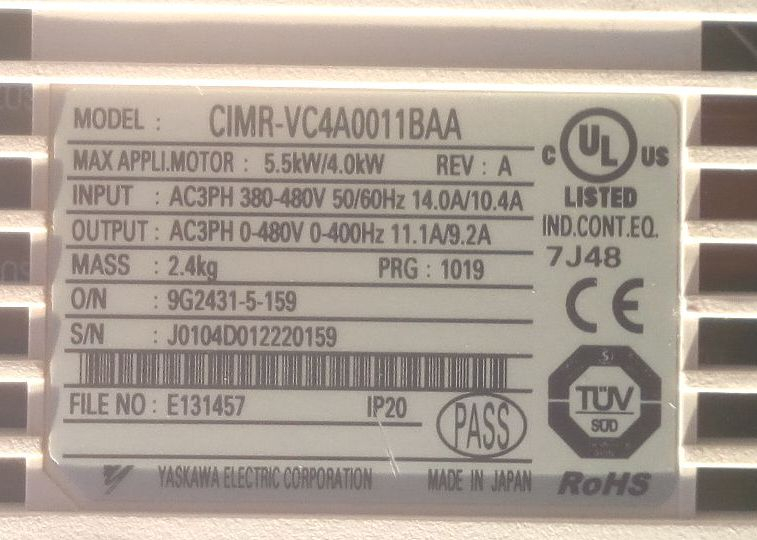 MODEL : CIMR-VC4A0011BAA
MAX APPLI.MOTOR : 5.5kW/4.0kW REV : A
INPUT : AC3PH 380-480V 50/60Hz 14.0A/10.4A
OUTPUT : AC3PH 0-480V 0-400Hz 11.1A/9.2A
MASS : 2.4kg PRG : 1019
O/N : 9G2431-5-159
S/N : J0104D012220159
FILE NO : E131457 IP20
PASS
YASKAWA ELECTRIC CORPORATION MADE IN JAPAN
C UL US
LISTED
IND.CONT.EQ.
7J48
CE
TÜV
SÜD
RoHS